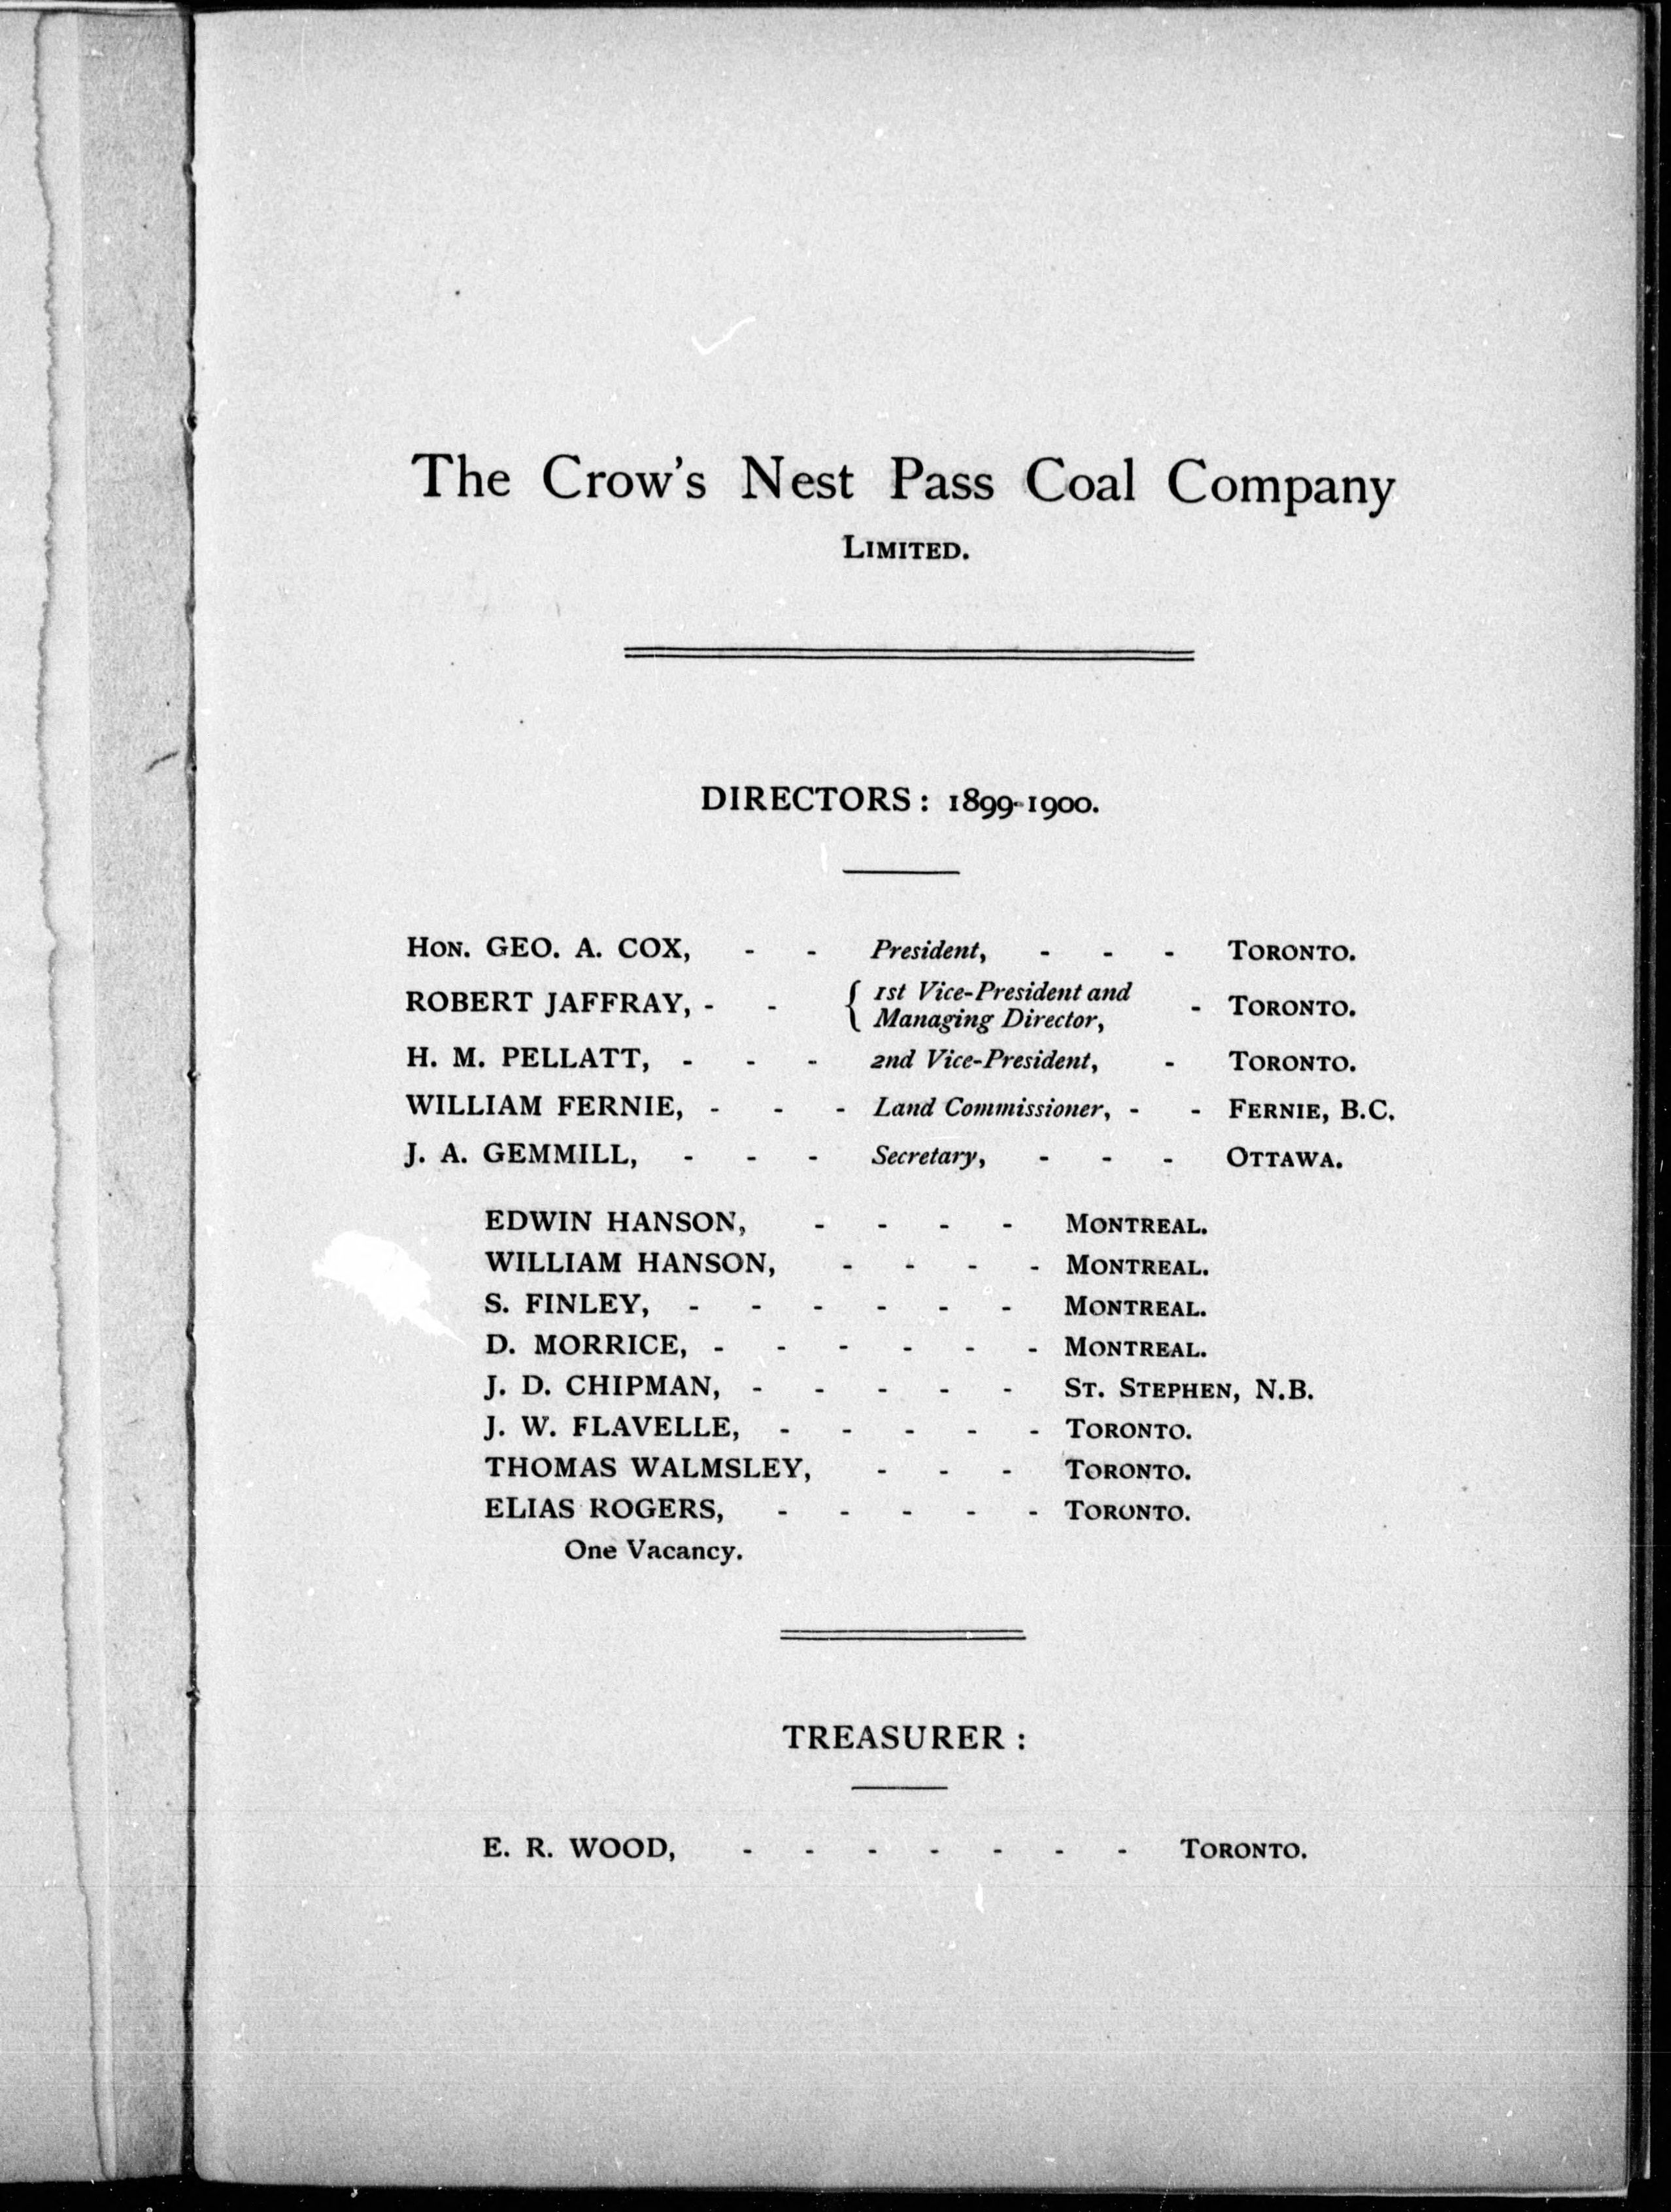 The Crow's Nest Pass Coal Company
LIMITED.
DIRECTORS: 1899-1900.
HON. GEO. A. COX, - - President, - - - TORONTO.
ROBERT JAFFRAY, - - { 1st Vice-President and Managing Director, - TORONTO.
H. M. PELLATT, - - - 2nd Vice-President, - TORONTO.
WILLIAM FERNIE, - - - Land Commissioner, - - FERNIE, B.C.
J. A. GEMMILL, - - - Secretary, - - - OTTAWA.
EDWIN HANSON, - - - - MONTREAL.
WILLIAM HANSON, - - - - MONTREAL.
S. FINLEY, - - - - - - MONTREAL.
D. MORRICE, - - - - - - MONTREAL.
J. D. CHIPMAN, - - - - - ST. STEPHEN, N.B.
J. W. FLAVELLE, - - - - - TORONTO.
THOMAS WALMSLEY, - - - TORONTO.
ELIAS ROGERS, - - - - - TORONTO.
One Vacancy.
TREASURER:
E. R. WOOD, - - - - - - - TORONTO.